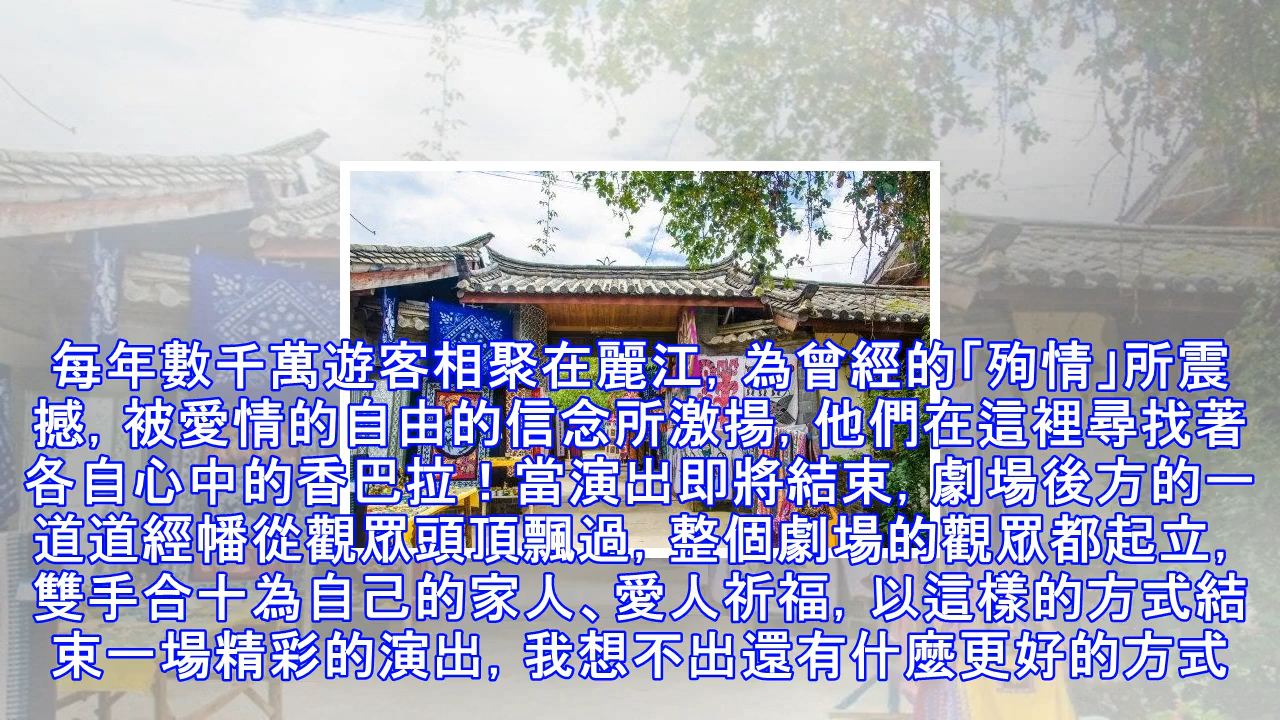 每年數千萬遊客相聚在麗江, 為曾經的「殉情」所震
撼, 被愛情的自由的信念所激揚, 他們在這裡尋找著
各自心中的香巴拉！當演出即將結束, 劇場後方的一
道道經幡從觀眾頭頂飄過, 整個劇場的觀眾都起立,
雙手合十為自己的家人、愛人祈福, 以這樣的方式結
束一場精彩的演出, 我想不出還有什麼更好的方式